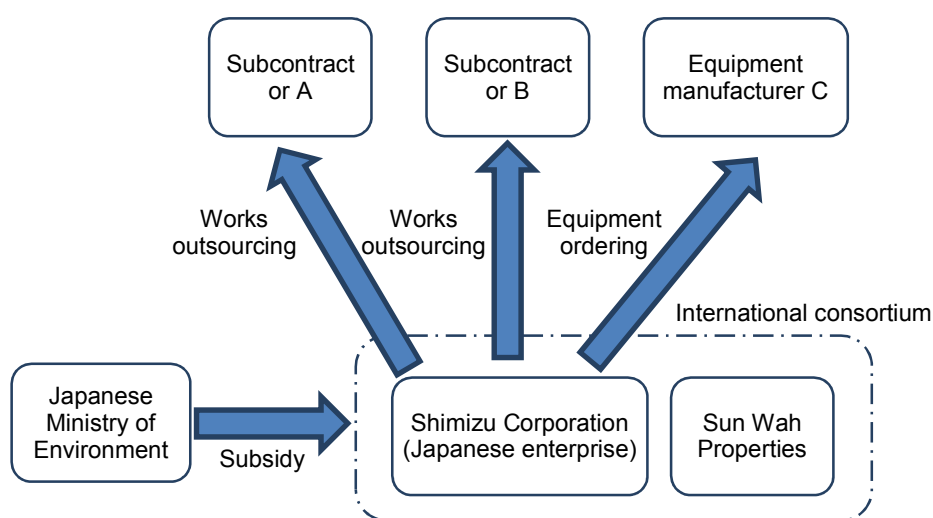 Subcontract
or A
Subcontract
or B
Equipment
manufacturer C
Works
outsourcing
Works
outsourcing
Equipment
ordering
International consortium
Japanese
Ministry of
Environment
Subsidy
Shimizu Corporation
(Japanese enterprise)
Sun Wah
Properties